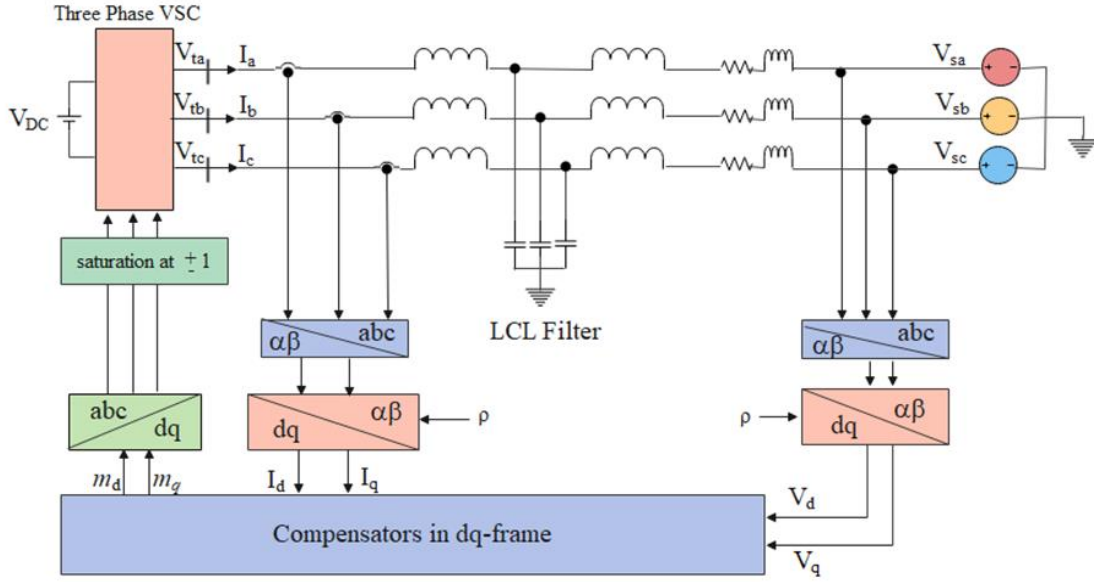 Three Phase VSC
V_ta I_a V_sa
V_DC V_tb I_b V_sb
V_tc I_c V_sc
+ -
+ -
+ -
saturation at ± 1
LCL Filter
αβ abc
αβ abc
abc dq
dq αβ
ρ
ρ
dq αβ
m_d m_q I_d I_q
V_d
Compensators in dq-frame
V_q